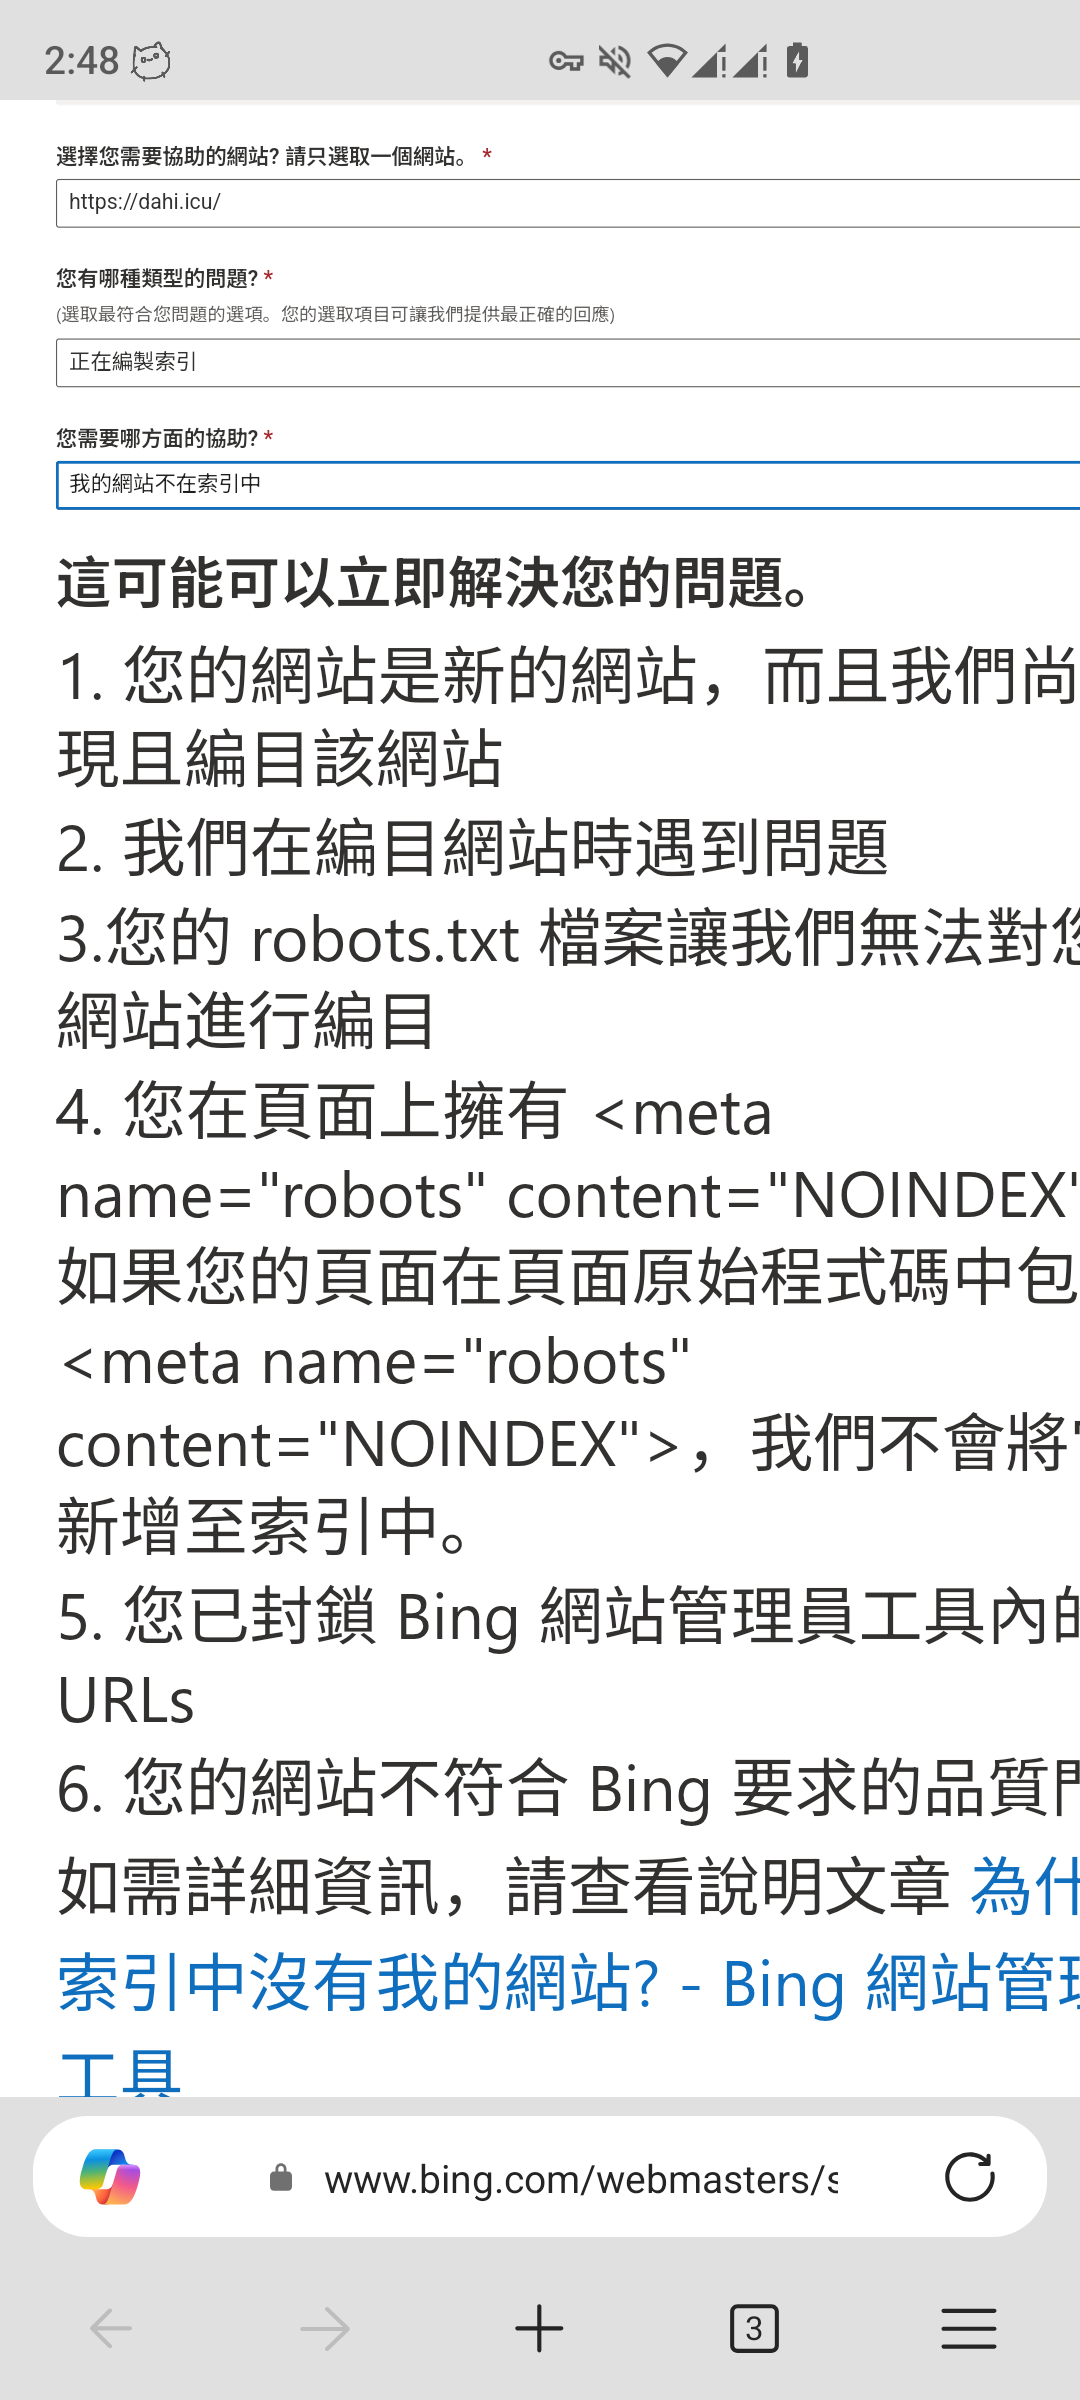 2:48
選擇您需要協助的網站? 請只選取一個網站。 *
https://dahi.icu/
您有哪種類型的問題? *
(選取最符合您問題的選項。您的選取項目可讓我們提供最正確的回應)
正在編製索引
您需要哪方面的協助? *
我的網站不在索引中
這可能可以立即解決您的問題。
1. 您的網站是新的網站，而且我們尚
現且編目該網站
2. 我們在編目網站時遇到問題
3.您的 robots.txt 檔案讓我們無法對您
網站進行編目
4. 您在頁面上擁有 <meta
name="robots" content="NOINDEX"
如果您的頁面在頁面原始程式碼中包
<meta name="robots"
content="NOINDEX">，我們不會將
新增至索引中。
5. 您已封鎖 Bing 網站管理員工具內的
URLs
6. 您的網站不符合 Bing 要求的品質門
如需詳細資訊，請查看說明文章 為什
索引中沒有我的網站? - Bing 網站管理
工具
www.bing.com/webmasters/s
3